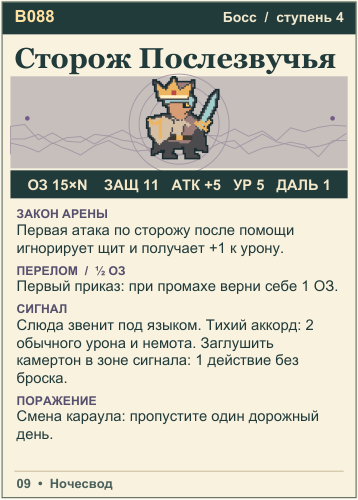 B088
Босс / ступень 4
Сторож Послезвучья
ОЗ 15×N ЗАЩ 11 АТК +5 УР 5 ДАЛЬ 1
ЗАКОН АРЕНЫ
Первая атака по сторожу после помощи
игнорирует щит и получает +1 к урону.
ПЕРЕЛОМ / ½ ОЗ
Первый приказ: при промахе верни себе 1 ОЗ.
СИГНАЛ
Слюда звенит под языком. Тихий аккорд: 2
обычного урона и немота. Заглушить
камертон в зоне сигнала: 1 действие без
броска.
ПОРАЖЕНИЕ
Смена караула: пропустите один дорожный
день.
09 • Ночесвод